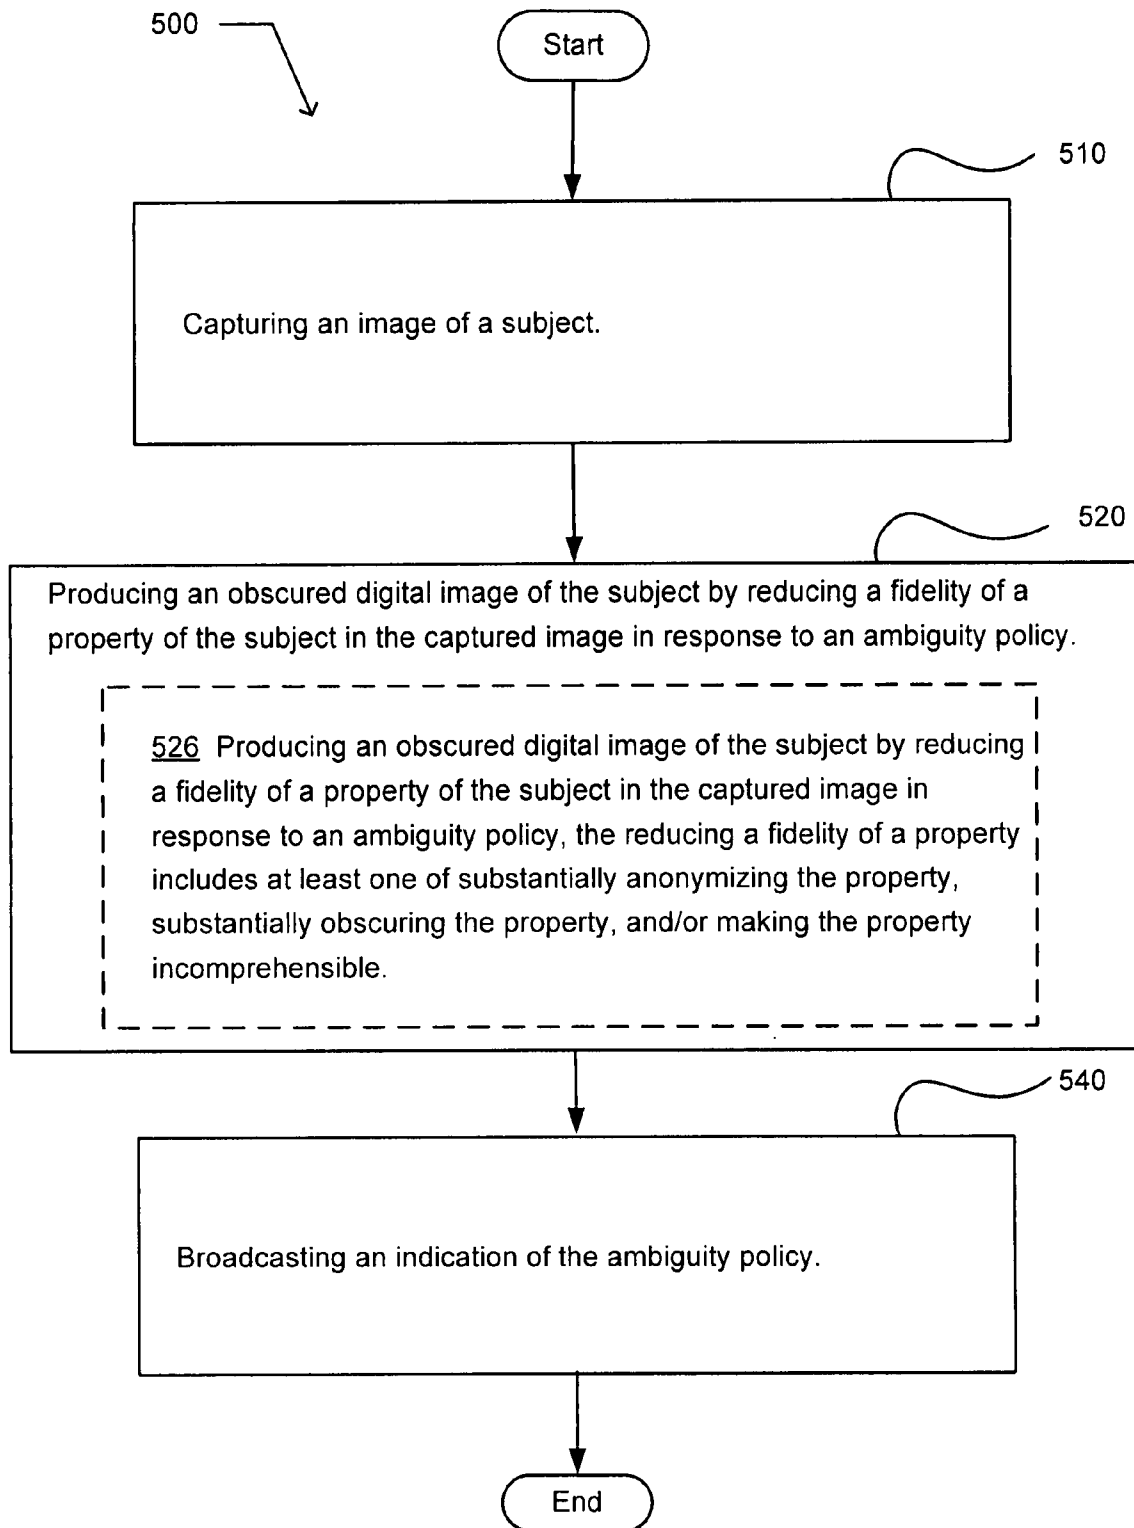 500
Start
510
Capturing an image of a subject.
520
Producing an obscured digital image of the subject by reducing a fidelity of a
property of the subject in the captured image in response to an ambiguity policy.
526 Producing an obscured digital image of the subject by reducing
a fidelity of a property of the subject in the captured image in
response to an ambiguity policy, the reducing a fidelity of a property
includes at least one of substantially anonymizing the property,
substantially obscuring the property, and/or making the property
incomprehensible.
540
Broadcasting an indication of the ambiguity policy.
End